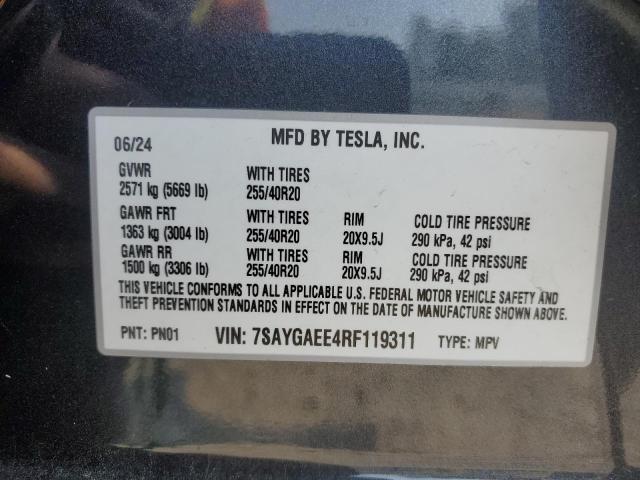 06/24 MFD BY TESLA, INC.
GVWR WITH TIRES
2571 kg (5669 lb) 255/40R20
GAWR FRT WITH TIRES RIM COLD TIRE PRESSURE
1363 kg (3004 lb) 255/40R20 20X9.5J 290 kPa, 42 psi
GAWR RR WITH TIRES RIM COLD TIRE PRESSURE
1500 kg (3306 lb) 255/40R20 20X9.5J 290 kPa, 42 psi
THIS VEHICLE CONFORMS TO ALL APPLICABLE U.S. FEDERAL MOTOR VEHICLE SAFETY AND
THEFT PREVENTION STANDARDS IN EFFECT ON THE DATE OF MANUFACTURE SHOWN ABOVE.
PNT: PN01 VIN: 7SAYGAEE4RF119311 TYPE: MPV